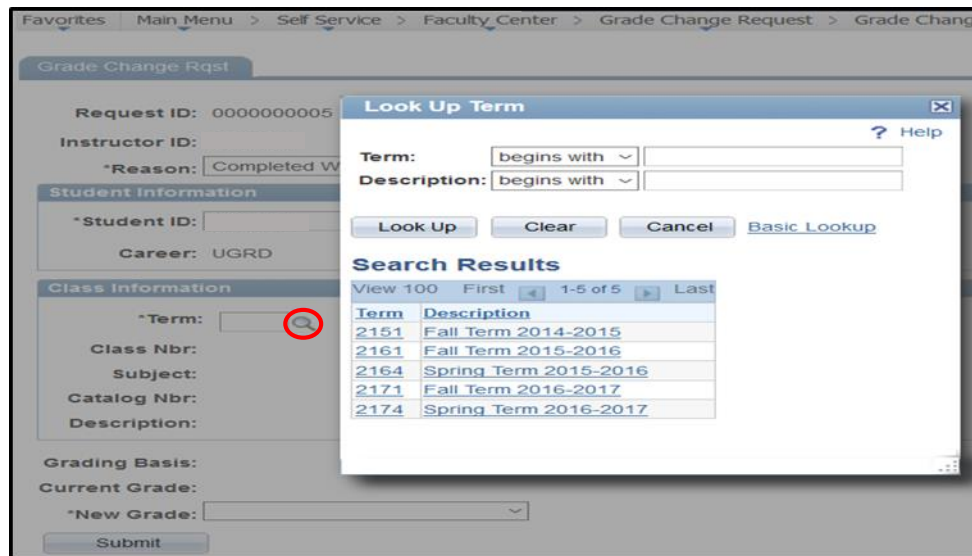 Favorites Main Menu > Self Service > Faculty Center > Grade Change Request > Grade Chang
Grade Change Rqst
Request ID: 0000000005
Instructor ID:
*Reason: Completed W
Student Information
*Student ID:
Career: UGRD
Class Information
*Term:
Class Nbr:
Subject:
Catalog Nbr:
Description:
Grading Basis:
Current Grade:
*New Grade:
Submit
Look Up Term
? Help
Term: begins with
Description: begins with
Look Up Clear Cancel Basic Lookup
Search Results
View 100 First 1-5 of 5 Last
Term Description
2151 Fall Term 2014-2015
2161 Fall Term 2015-2016
2164 Spring Term 2015-2016
2171 Fall Term 2016-2017
2174 Spring Term 2016-2017